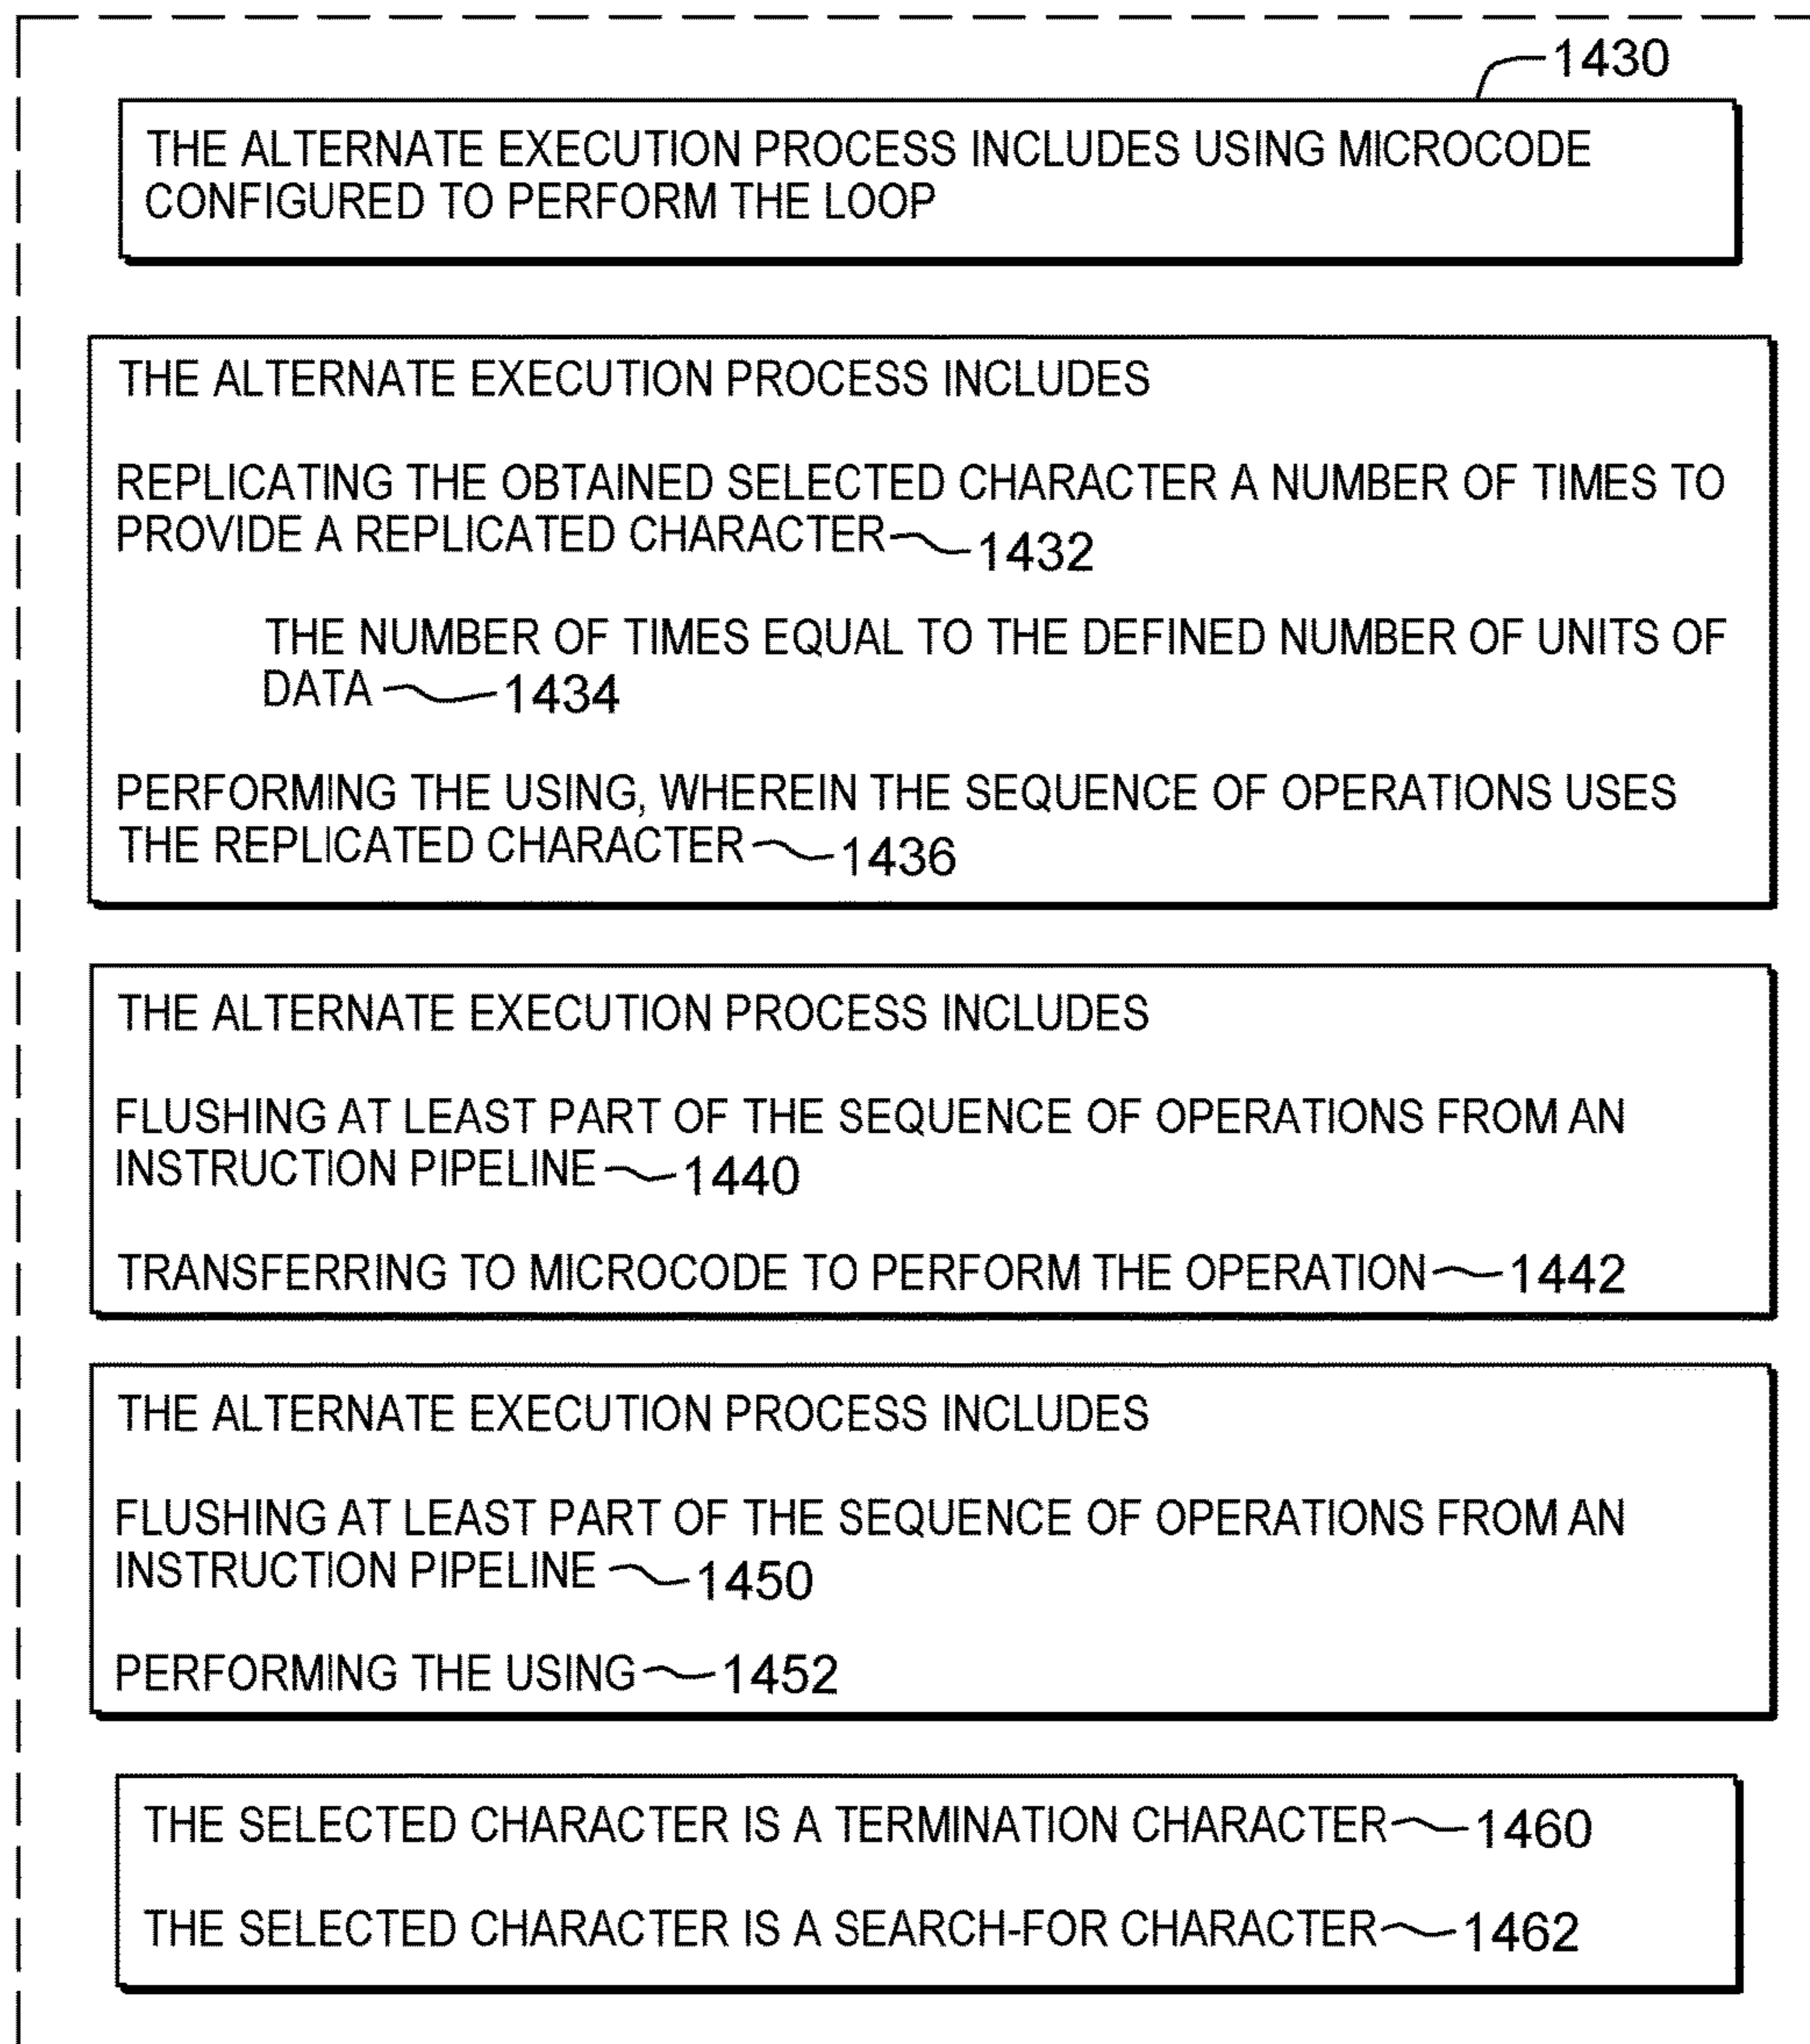 1430
THE ALTERNATE EXECUTION PROCESS INCLUDES USING MICROCODE
CONFIGURED TO PERFORM THE LOOP
THE ALTERNATE EXECUTION PROCESS INCLUDES
REPLICATING THE OBTAINED SELECTED CHARACTER A NUMBER OF TIMES TO
PROVIDE A REPLICATED CHARACTER 1432
THE NUMBER OF TIMES EQUAL TO THE DEFINED NUMBER OF UNITS OF
DATA 1434
PERFORMING THE USING, WHEREIN THE SEQUENCE OF OPERATIONS USES
THE REPLICATED CHARACTER 1436
THE ALTERNATE EXECUTION PROCESS INCLUDES
FLUSHING AT LEAST PART OF THE SEQUENCE OF OPERATIONS FROM AN
INSTRUCTION PIPELINE 1440
TRANSFERRING TO MICROCODE TO PERFORM THE OPERATION 1442
THE ALTERNATE EXECUTION PROCESS INCLUDES
FLUSHING AT LEAST PART OF THE SEQUENCE OF OPERATIONS FROM AN
INSTRUCTION PIPELINE 1450
PERFORMING THE USING 1452
THE SELECTED CHARACTER IS A TERMINATION CHARACTER 1460
THE SELECTED CHARACTER IS A SEARCH-FOR CHARACTER 1462